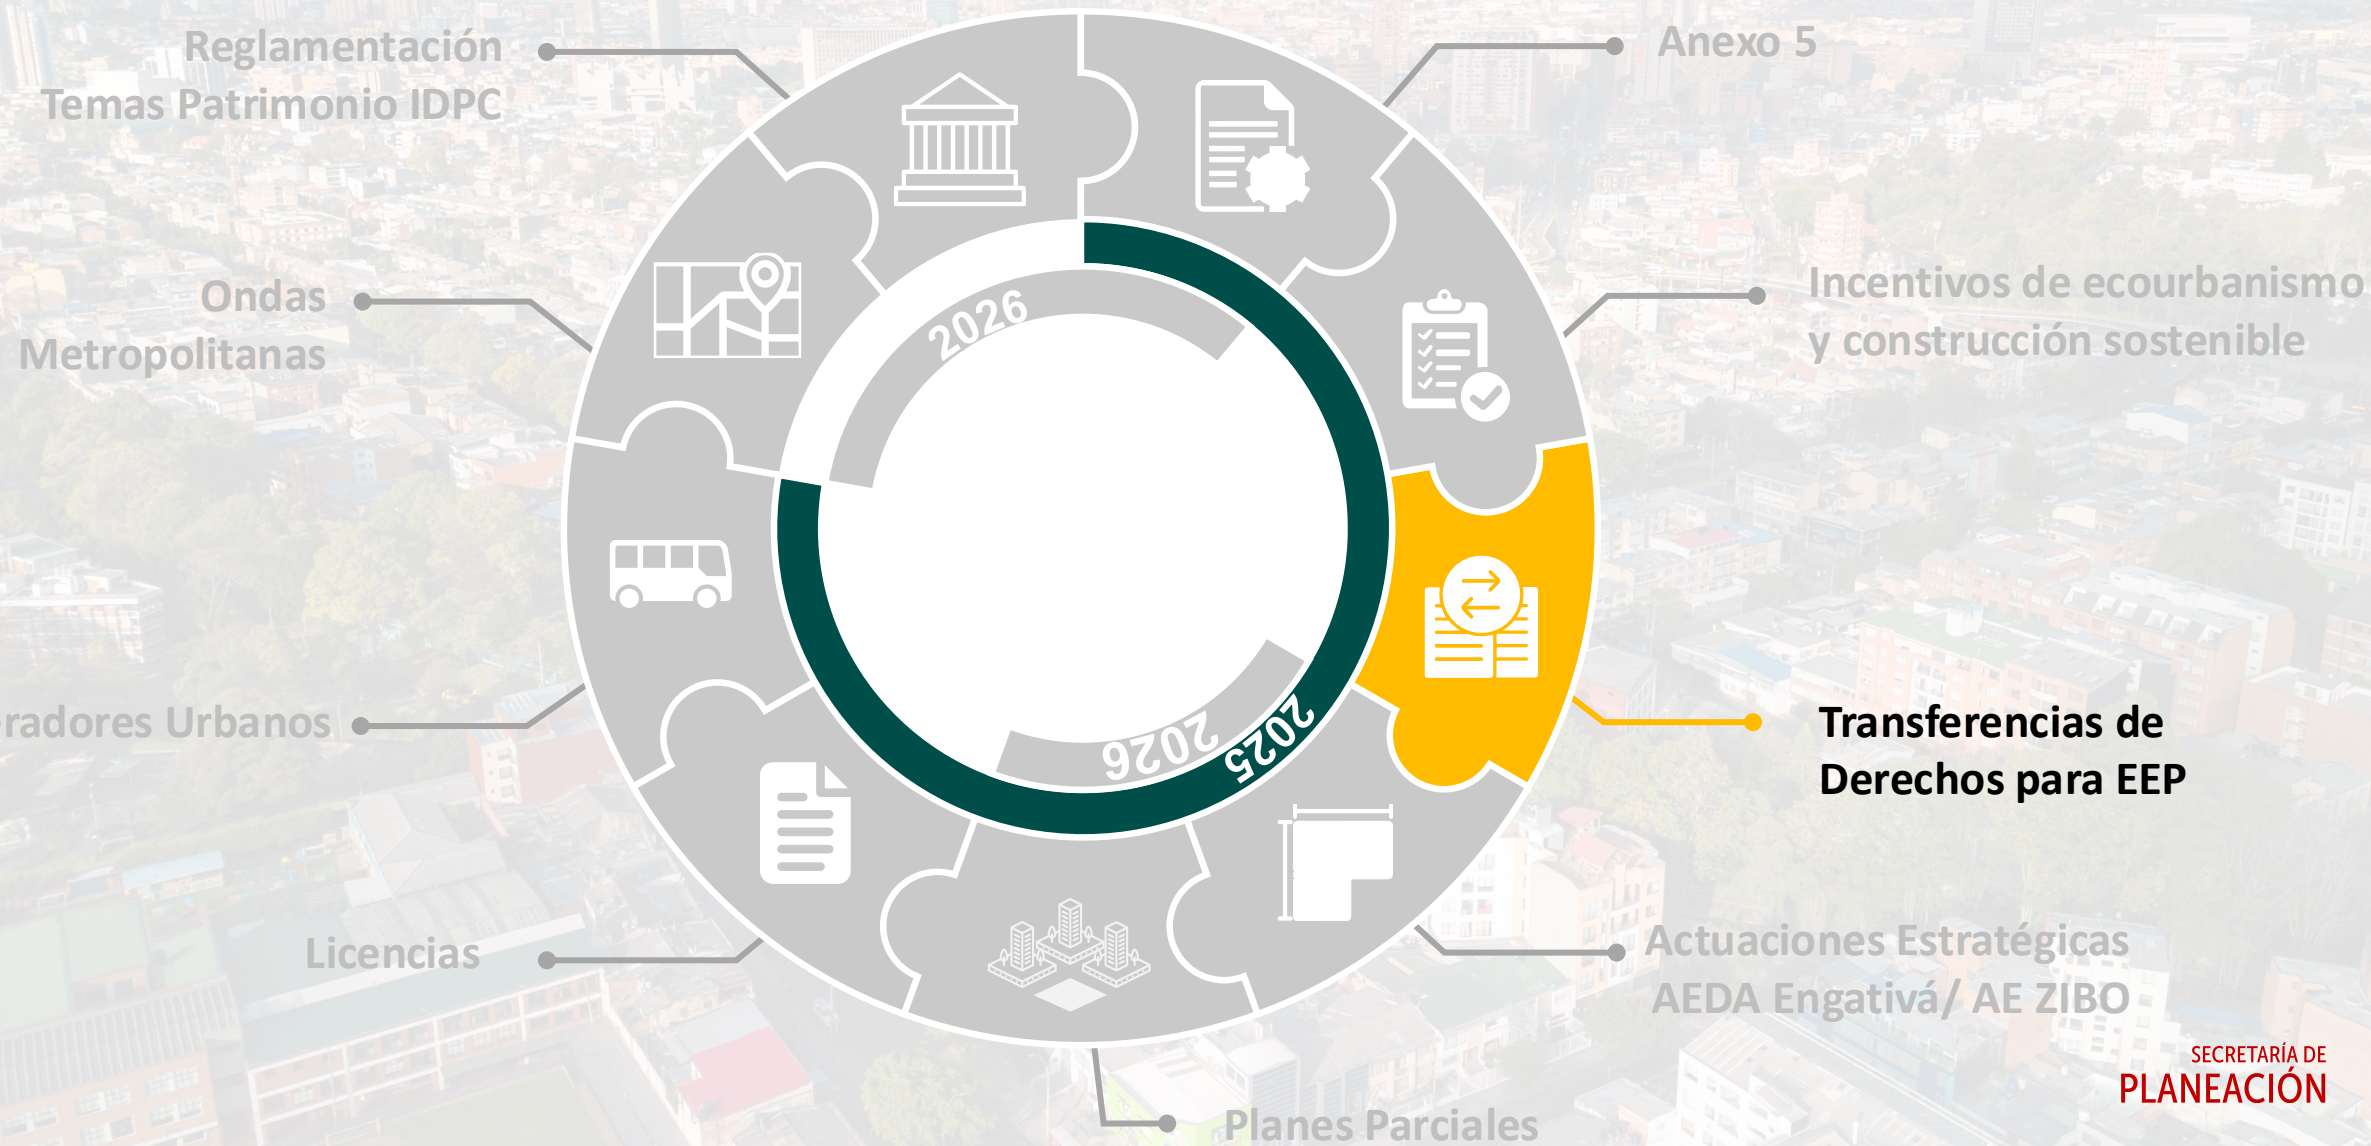 Reglamentación
Temas Patrimonio IDPC
Anexo 5
Ondas
Metropolitanas
2026
Incentivos de ecourbanismo
y construcción sostenible
radores Urbanos
2026
2025
Transferencias de
Derechos para EEP
Licencias
Actuaciones Estratégicas
AEDA Engativá/ AE ZIBO
Planes Parciales
SECRETARÍA DE
PLANEACIÓN